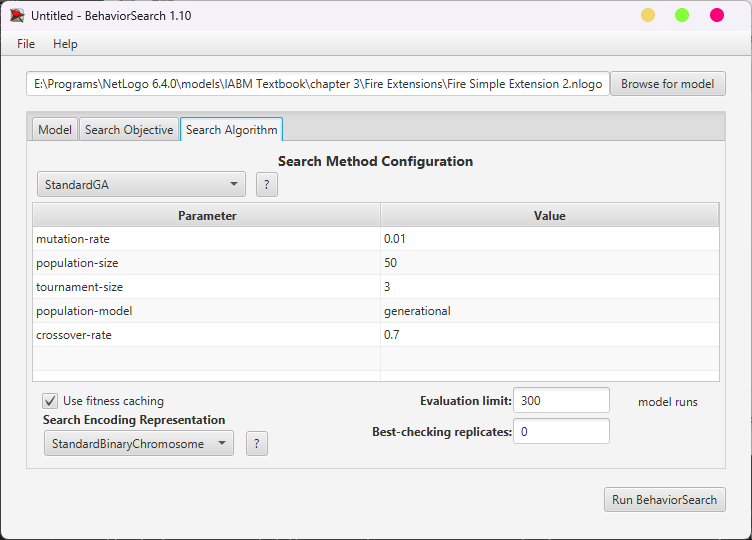 Untitled - BehaviorSearch 1.10
File Help
E:\Programs\NetLogo 6.4.0\models\IABM Textbook\chapter 3\Fire Extensions\Fire Simple Extension 2.nlogo Browse for model
Model Search Objective Search Algorithm
Search Method Configuration
StandardGA ?
Parameter Value
mutation-rate 0.01
population-size 50
tournament-size 3
population-model generational
crossover-rate 0.7
Use fitness caching Evaluation limit: 300 model runs
Search Encoding Representation
Best-checking replicates: 0
StandardBinaryChromosome ?
Run BehaviorSearch